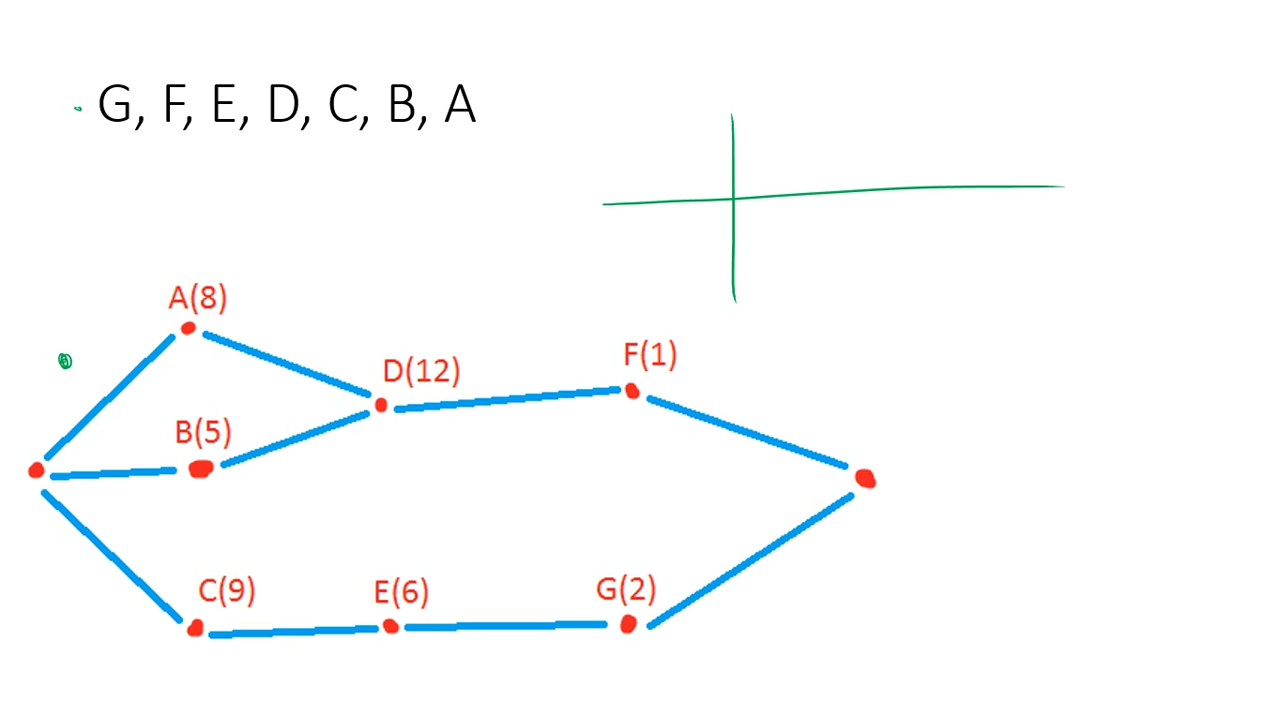 G, F, E, D, C, B, A
A(8)
D(12)
F(1)
B(5)
C(9)
E(6)
G(2)